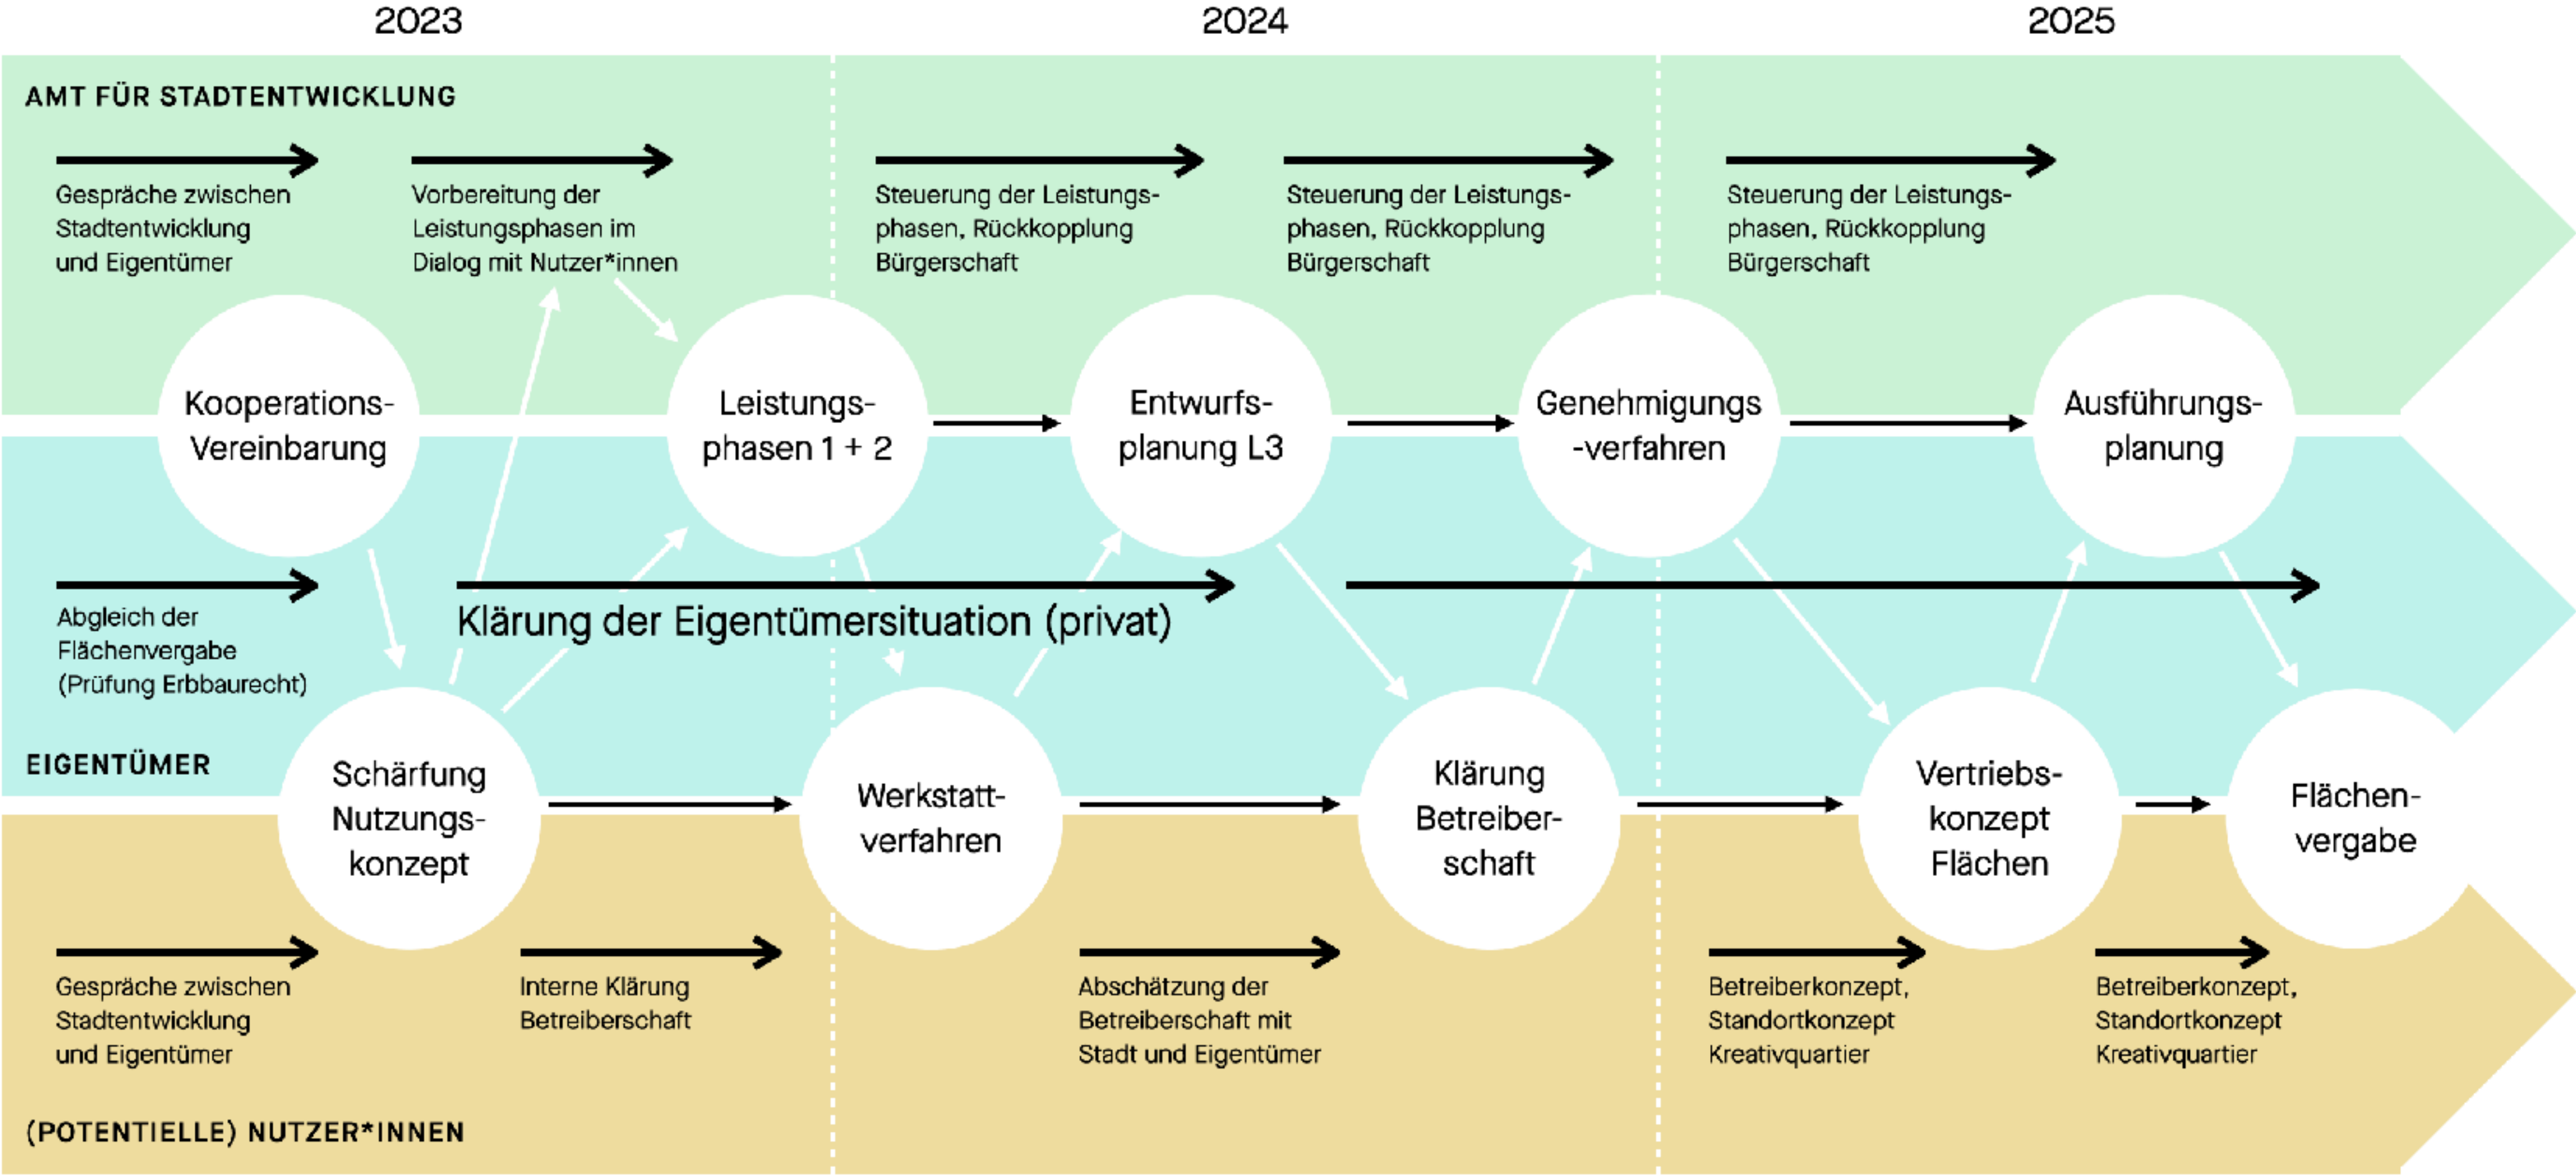 2023
2024
2025
AMT FÜR STADTENTWICKLUNG
Gespräche zwischen
Stadtentwicklung
und Eigentümer
Vorbereitung der
Leistungsphasen im
Dialog mit Nutzer*innen
Steuerung der Leistungs-
phasen, Rückkopplung
Bürgerschaft
Steuerung der Leistungs-
phasen, Rückkopplung
Bürgerschaft
Steuerung der Leistungs-
phasen, Rückkopplung
Bürgerschaft
Kooperations-
Vereinbarung
Leistungs-
phasen 1 + 2
Entwurfs-
planung L3
Genehmigungs
-verfahren
Ausführungs-
planung
Abgleich der
Flächenvergabe
(Prüfung Erbbaurecht)
Klärung der Eigentümersituation (privat)
EIGENTÜMER
Schärfung
Nutzungs-
konzept
Werkstatt-
verfahren
Klärung
Betreiber-
schaft
Vertriebs-
konzept
Flächen
Flächen-
vergabe
Gespräche zwischen
Stadtentwicklung
und Eigentümer
Interne Klärung
Betreiberschaft
Abschätzung der
Betreiberschaft mit
Stadt und Eigentümer
Betreiberkonzept,
Standortkonzept
Kreativquartier
Betreiberkonzept,
Standortkonzept
Kreativquartier
(POTENTIELLE) NUTZER*INNEN